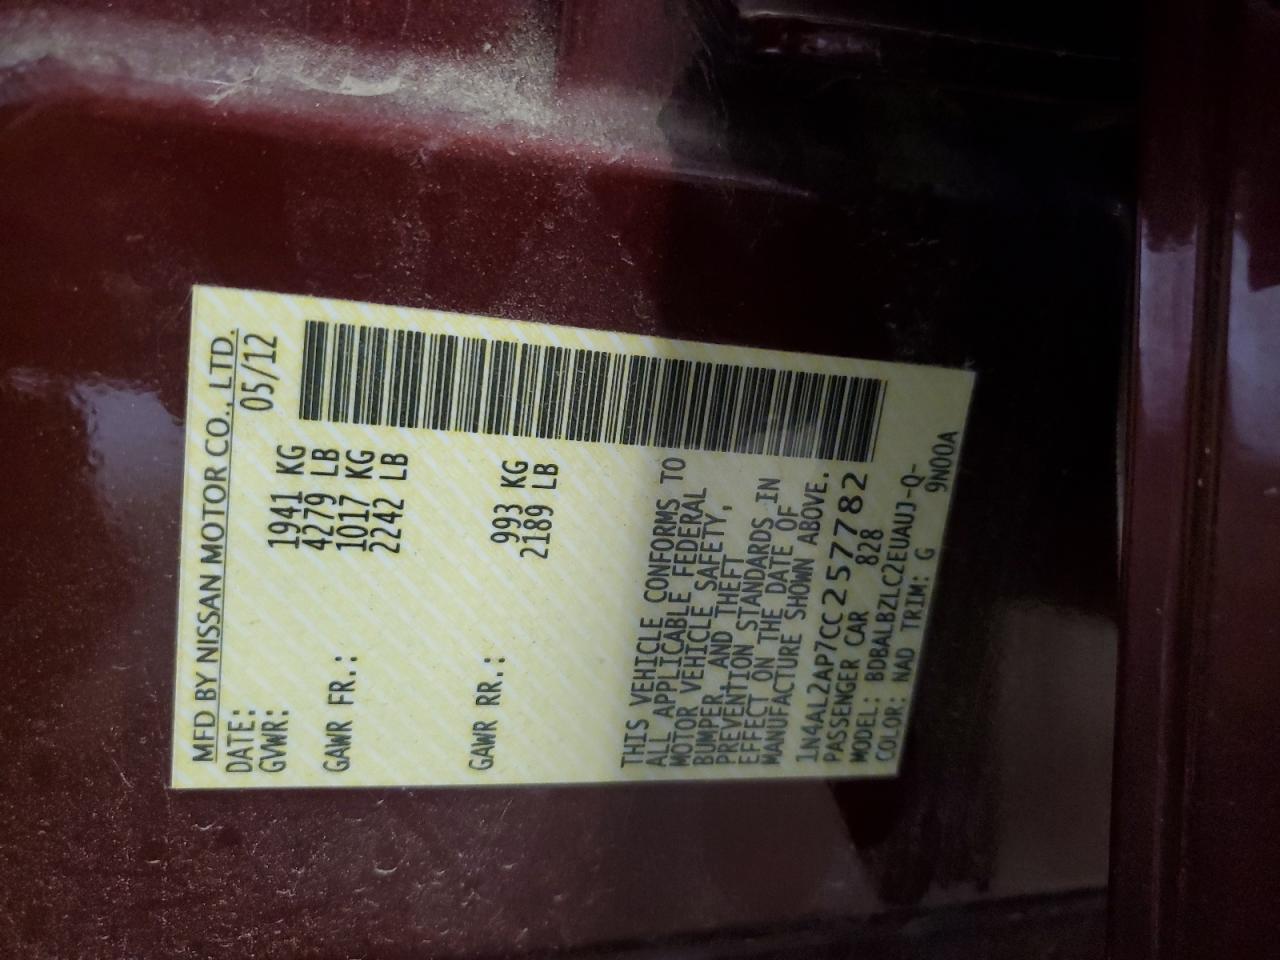 MFD BY NISSAN MOTOR CO., LTD.
DATE: 05/12
GVWR: 1941 KG
4279 LB
GAWR FR.: 1017 KG
2242 LB
GAWR RR.: 993 KG
2189 LB
THIS VEHICLE CONFORMS TO
ALL APPLICABLE FEDERAL
MOTOR VEHICLE SAFETY,
BUMPER, AND THEFT
PREVENTION STANDARDS IN
EFFECT ON THE DATE OF
MANUFACTURE SHOWN ABOVE.
1N4AL2AP7CC257782
PASSENGER CAR 828
MODEL: BDBALBZLC2EUAUJ-Q-
COLOR: NAD TRIM: G 9N00A